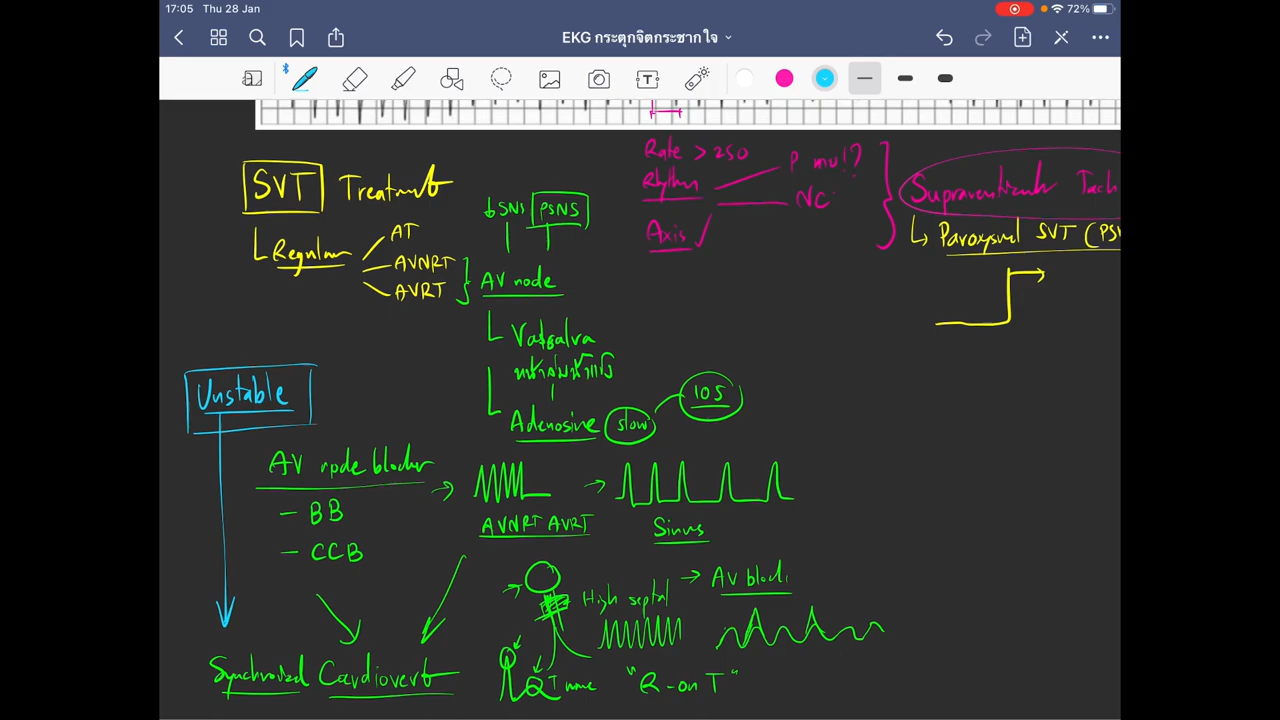 17:05 Thu 28 Jan
72%
EKG กระตุกจิตกระชากใจ
T
Rate > 250
Rhythm
P
NC
Axis ✓
SVT Treatment
↓SNS PSNS
Regular
AT
AVNRT
AVRT
AV node
Paroxysmal SVT (PSV
Valsalva
Adenosine slow
10s
Unstable
AV node blocker
- BB
- CCB
AVNRT AVRT
Sinus
High septal
→ AV block
Synchronized Cardiovert
T wave
"R-on T"